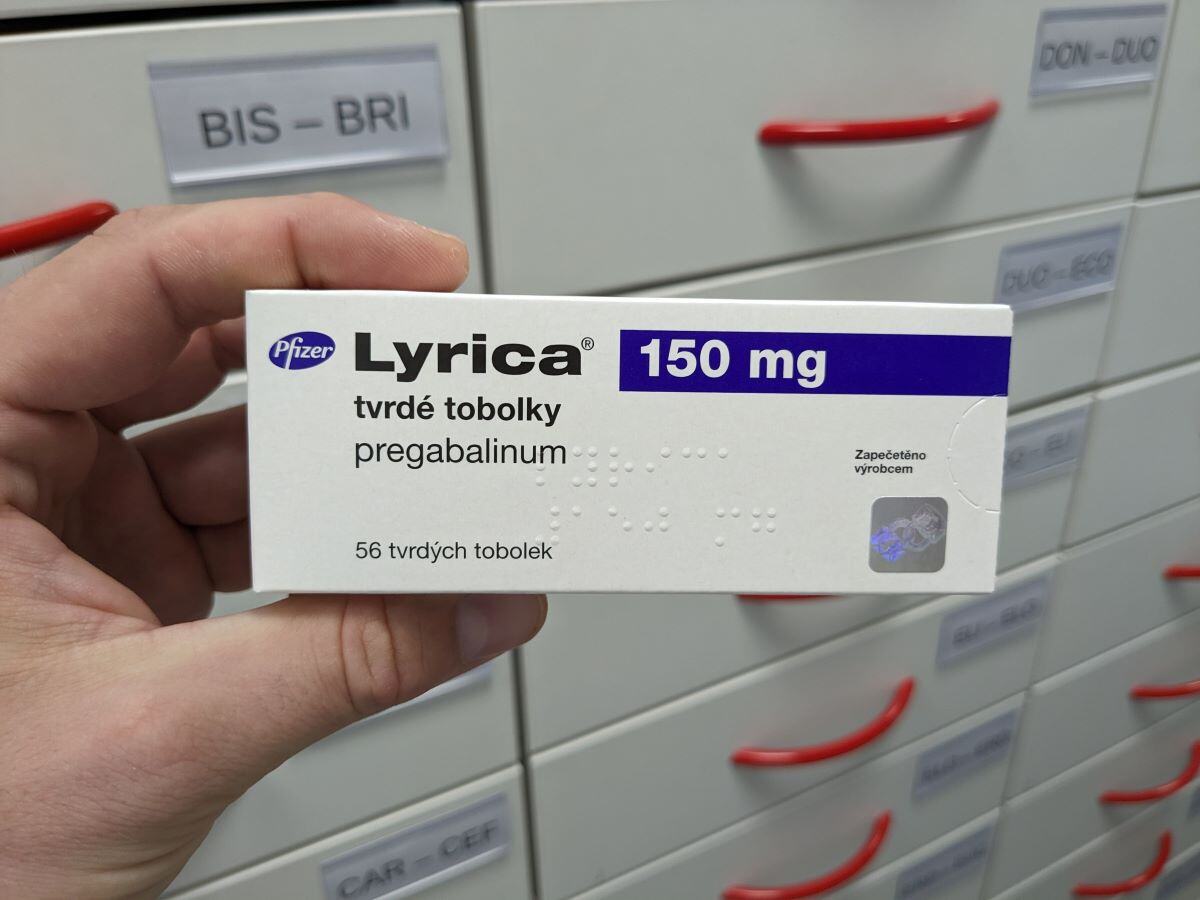 BIS – BRI
DON – DUO
DUO – ECO
Pfizer Lyrica® 150 mg
tvrdé tobolky
pregabalinum
Zapečetěno
výrobcem
56 tvrdých tobolek
CAR – CEF